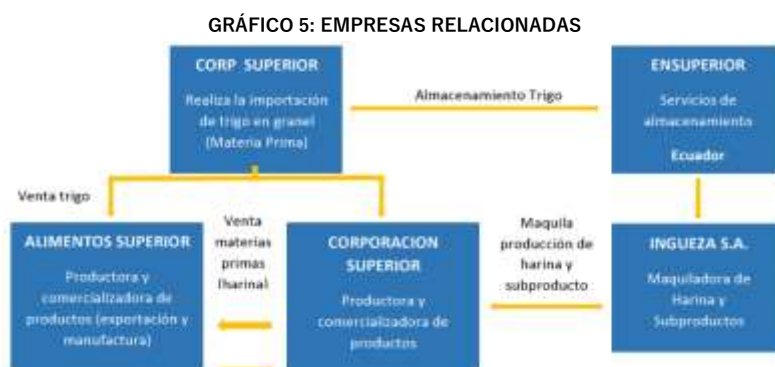 GRÁFICO 5: EMPRESAS RELACIONADAS
CORP SUPERIOR
Realiza la importación
de trigo en granel
(Materia Prima)
Almacenamiento Trigo
ENSUPERIOR
Servicios de
almacenamiento
Ecuador
Venta trigo
ALIMENTOS SUPERIOR
Productora y
comercializadora de
productos (exportación y
manufactura)
Venta
materias
primas
(harina)
CORPORACION
SUPERIOR
Productora y
comercializadora de
productos
Maquila
producción de
harina y
subproducto
INGUEZA S.A.
Maquiladora de
Harina y
Subproductos